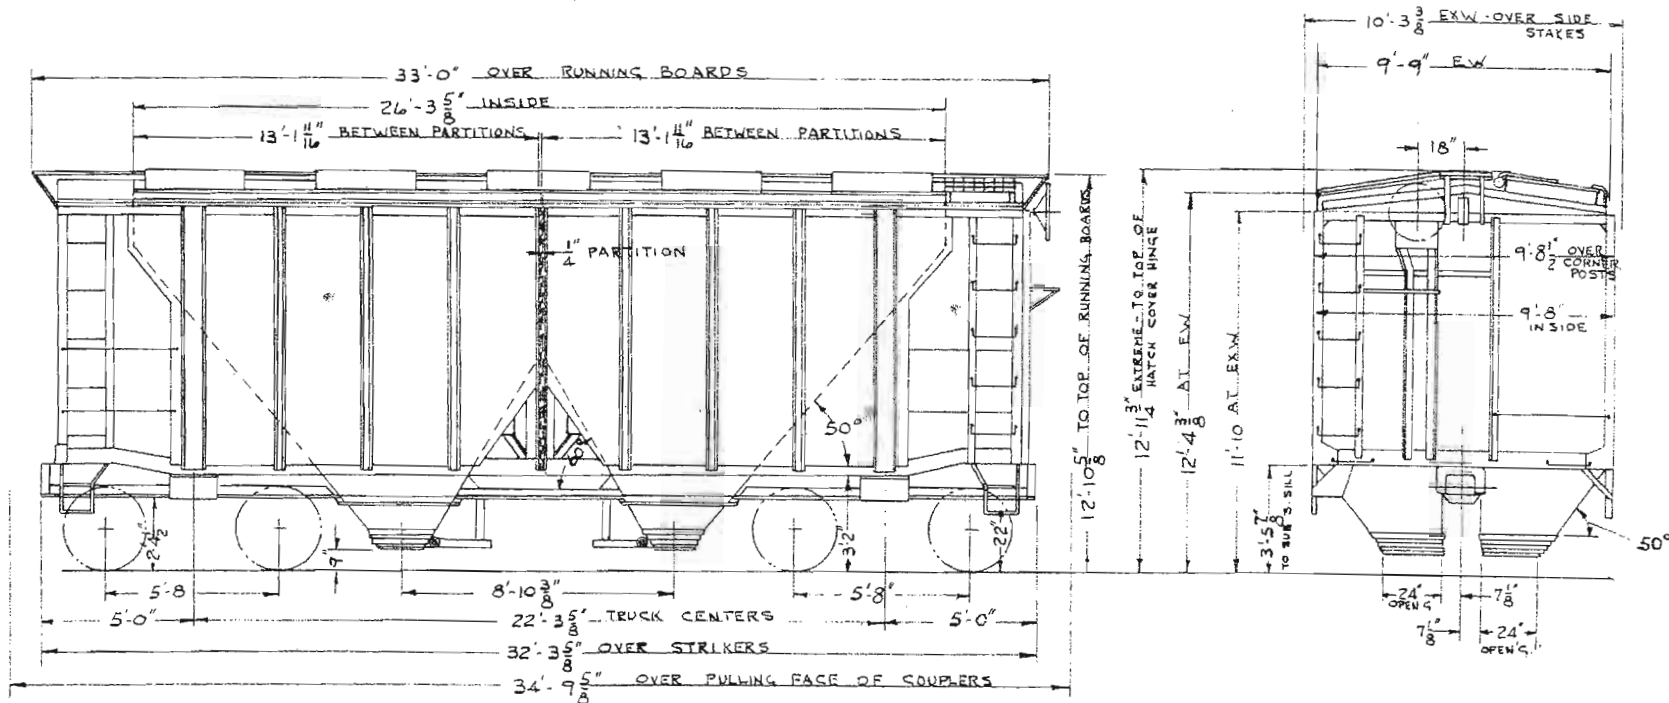 10'-3 3/8" EXW-OVER SIDE
STAKES
33'-0" OVER RUNNING BOARDS
9'-9" EW
26'-3 5/8" INSIDE
13'-1 11/16" BETWEEN PARTITIONS
13'-1 11/16" BETWEEN PARTITIONS
18"
1/4" PARTITION
9'-8 1/2" OVER
CORNER
POSTS
9'-8"
INSIDE
12'-10 5/8" TO TOP OF RUNNING BOARDS
12'-11 3/4" EXTREME-TO TOP OF
HATCH COVER HINGE
12'-4 3/8" AT EW
11'-10 AT EXW
50°
3'-5 7/8"
TO SIDE S. SILL
50°
9"
3'2"
22"
5'-8
8'-10 3/8"
5'-8"
24"
OPEN'G
7 1/8"
7 1/8"
24"
OPEN'G
5'-0"
22'-3 5/8" TRUCK CENTERS
5'-0"
32'-3 5/8" OVER STRIKERS
34'-9 5/8" OVER PULLING FACE OF COUPLERS